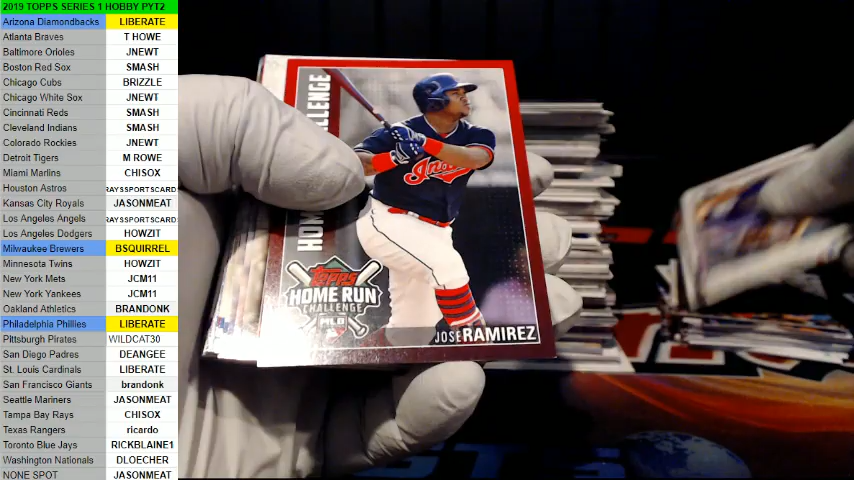 2019 TOPPS SERIES 1 HOBBY PYT2
Arizona Diamondbacks LIBERATE
Atlanta Braves T HOWE
Baltimore Orioles JNEWT
Boston Red Sox SMASH
Chicago Cubs BRIZZLE
Chicago White Sox JNEWT
Cincinnati Reds SMASH
Cleveland Indians SMASH
Colorado Rockies JNEWT
Detroit Tigers M ROWE
Miami Marlins CHISOX
Houston Astros RAYSSPORTSCARD
Kansas City Royals JASONMEAT
Los Angeles Angels RAYSSPORTSCARD
Los Angeles Dodgers HOWZIT
Milwaukee Brewers BSQUIRREL
Minnesota Twins HOWZIT
New York Mets JCM11
New York Yankees JCM11
Oakland Athletics BRANDONK
Philadelphia Phillies LIBERATE
Pittsburgh Pirates WILDCAT30
San Diego Padres DEANGEE
St. Louis Cardinals LIBERATE
San Francisco Giants brandonk
Seattle Mariners JASONMEAT
Tampa Bay Rays CHISOX
Texas Rangers ricardo
Toronto Blue Jays RICKBLAINE1
Washington Nationals DLOECHER
NONE SPOT JASONMEAT
Indians
TOPPS
HOME RUN
CHALLENGE
MLB
JOSE RAMIREZ